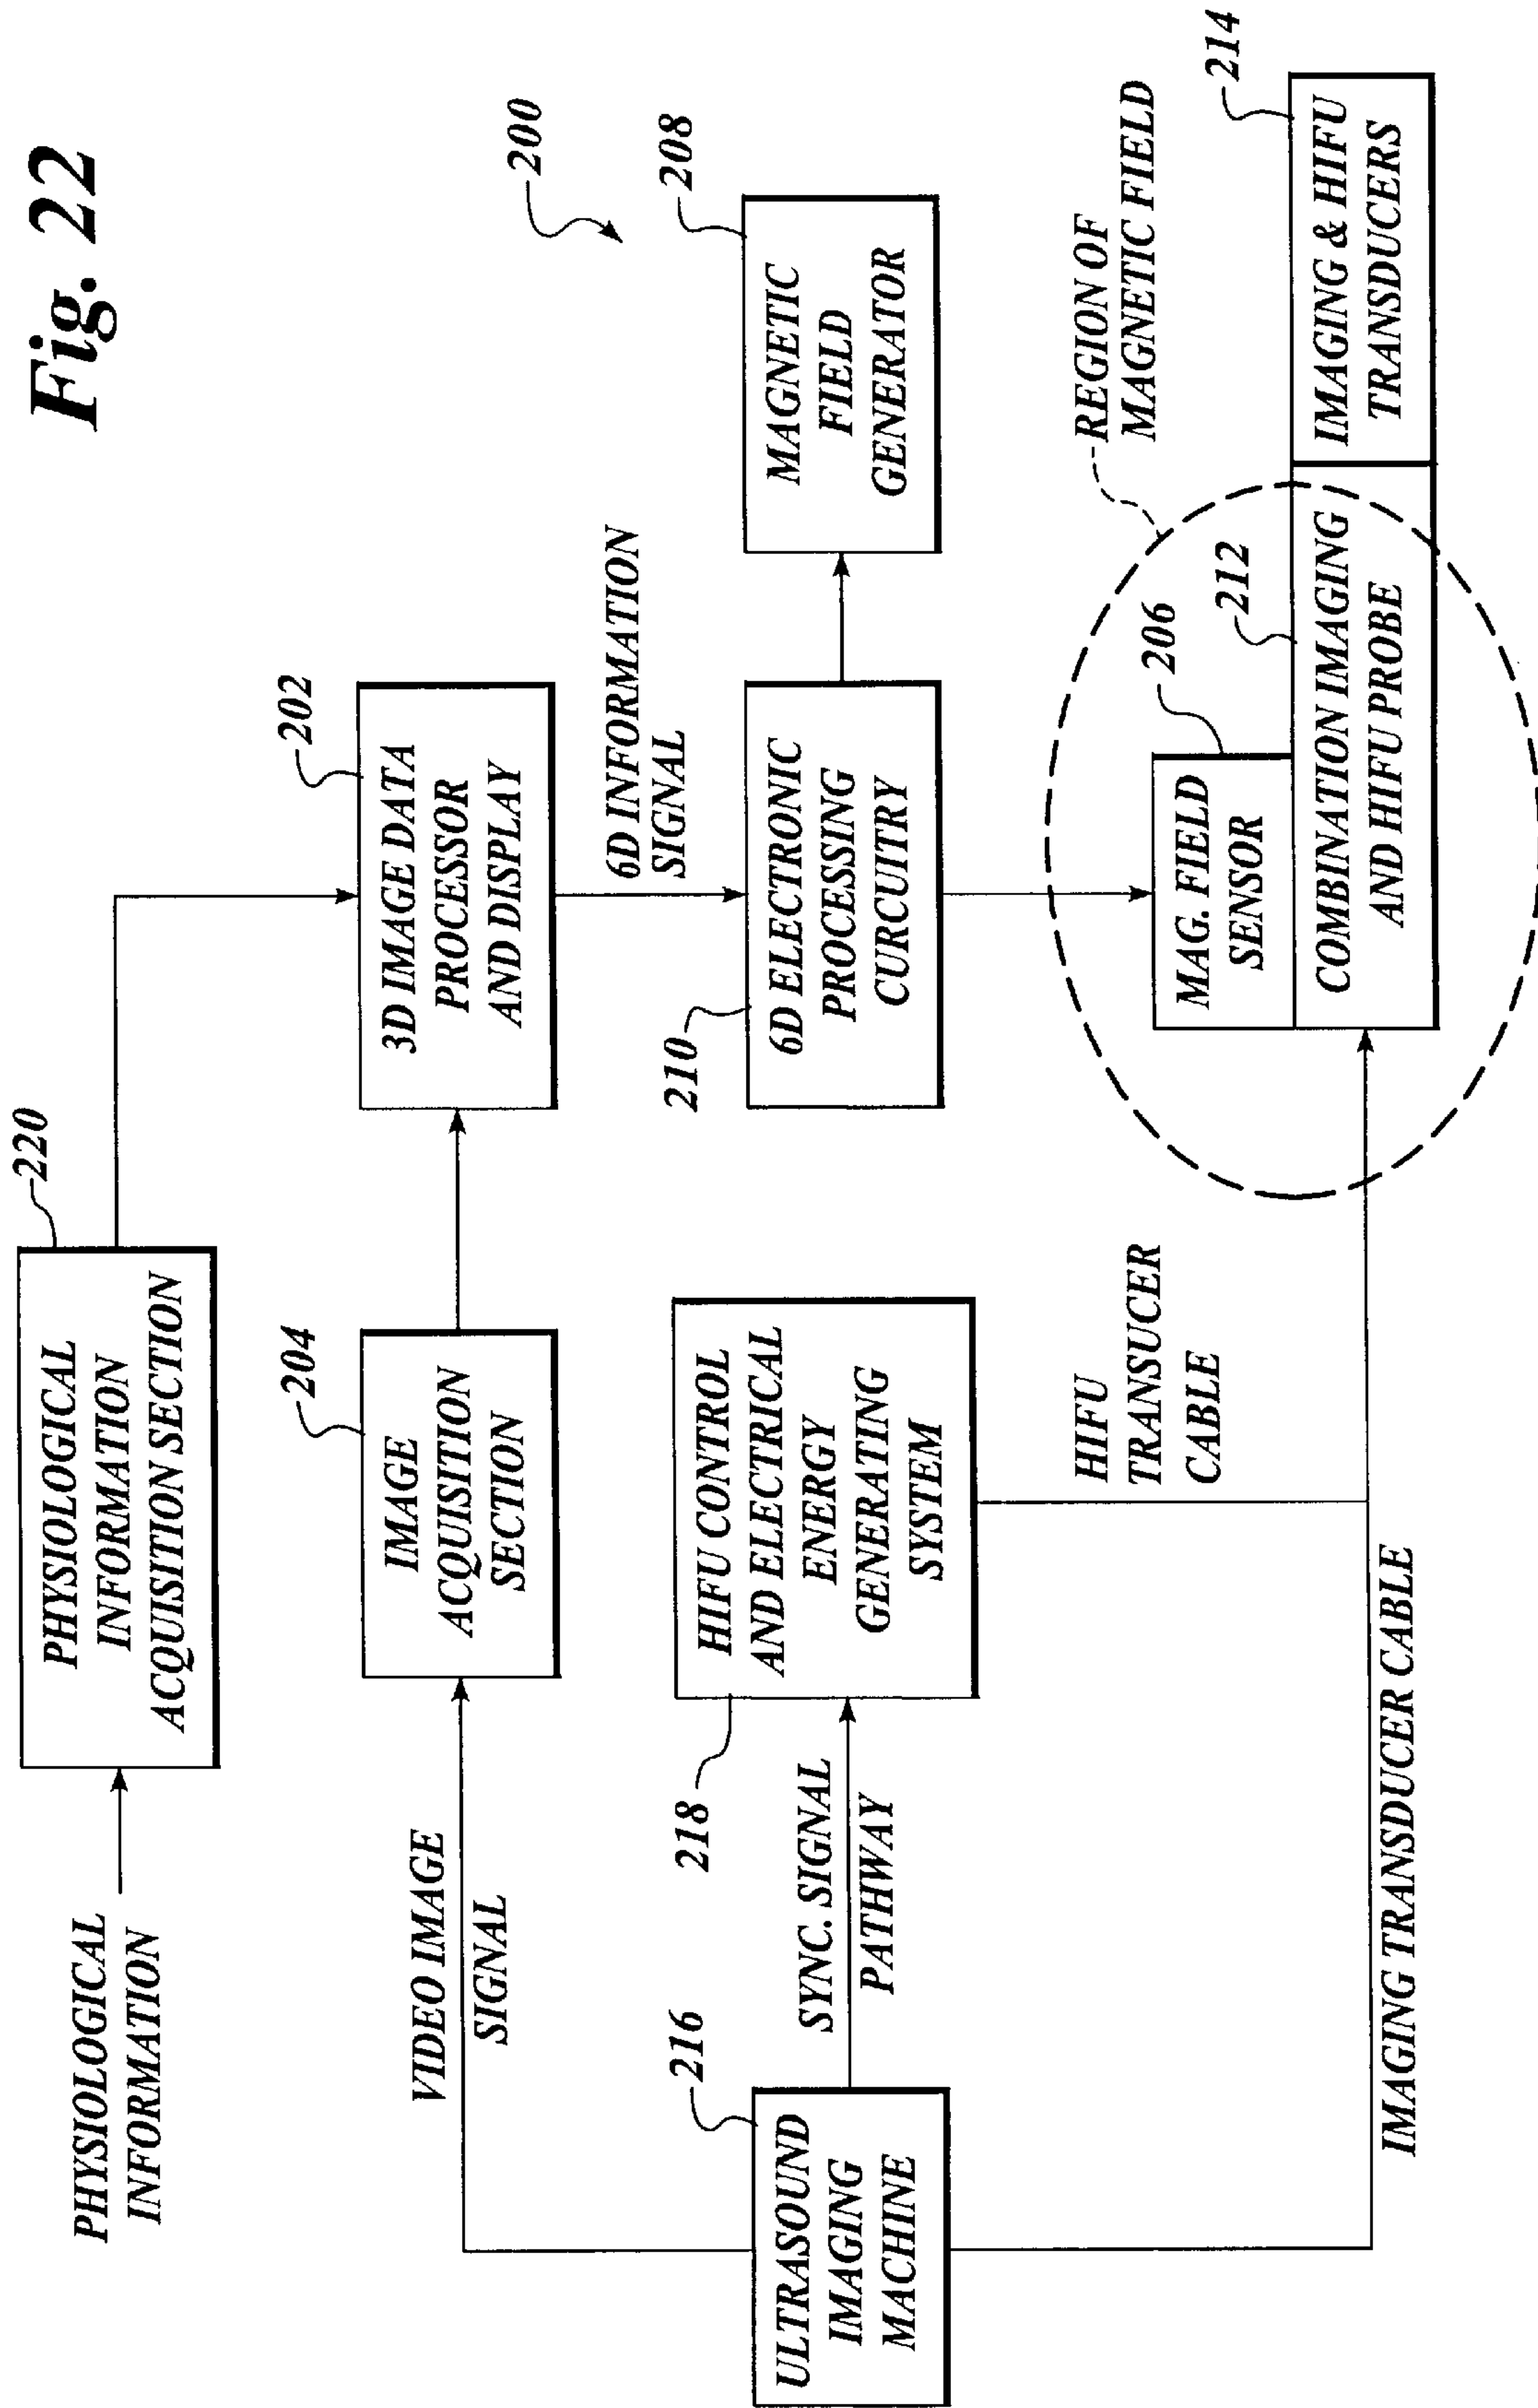 Fig. 22
PHYSIOLOGICAL
INFORMATION
PHYSIOLOGICAL
INFORMATION
ACQUISITION SECTION
220
VIDEO IMAGE
SIGNAL
IMAGE
ACQUISITION
SECTION
204
3D IMAGE DATA
PROCESSOR
AND DISPLAY
202
200
6D INFORMATION
SIGNAL
ULTRASOUND
IMAGING
MACHINE
216
SYNC. SIGNAL
PATHWAY
218
HIFU CONTROL
AND ELECTRICAL
ENERGY
GENERATING
SYSTEM
210
6D ELECTRONIC
PROCESSING
CURCUITRY
MAGNETIC
FIELD
GENERATOR
208
HIFU
TRANSUCER
CABLE
IMAGING TRANSDUCER CABLE
REGION OF
MAGNETIC FIELD
MAG. FIELD
SENSOR
206
212
COMBINATION IMAGING
AND HIFU PROBE
IMAGING & HIFU
TRANSDUCERS
214